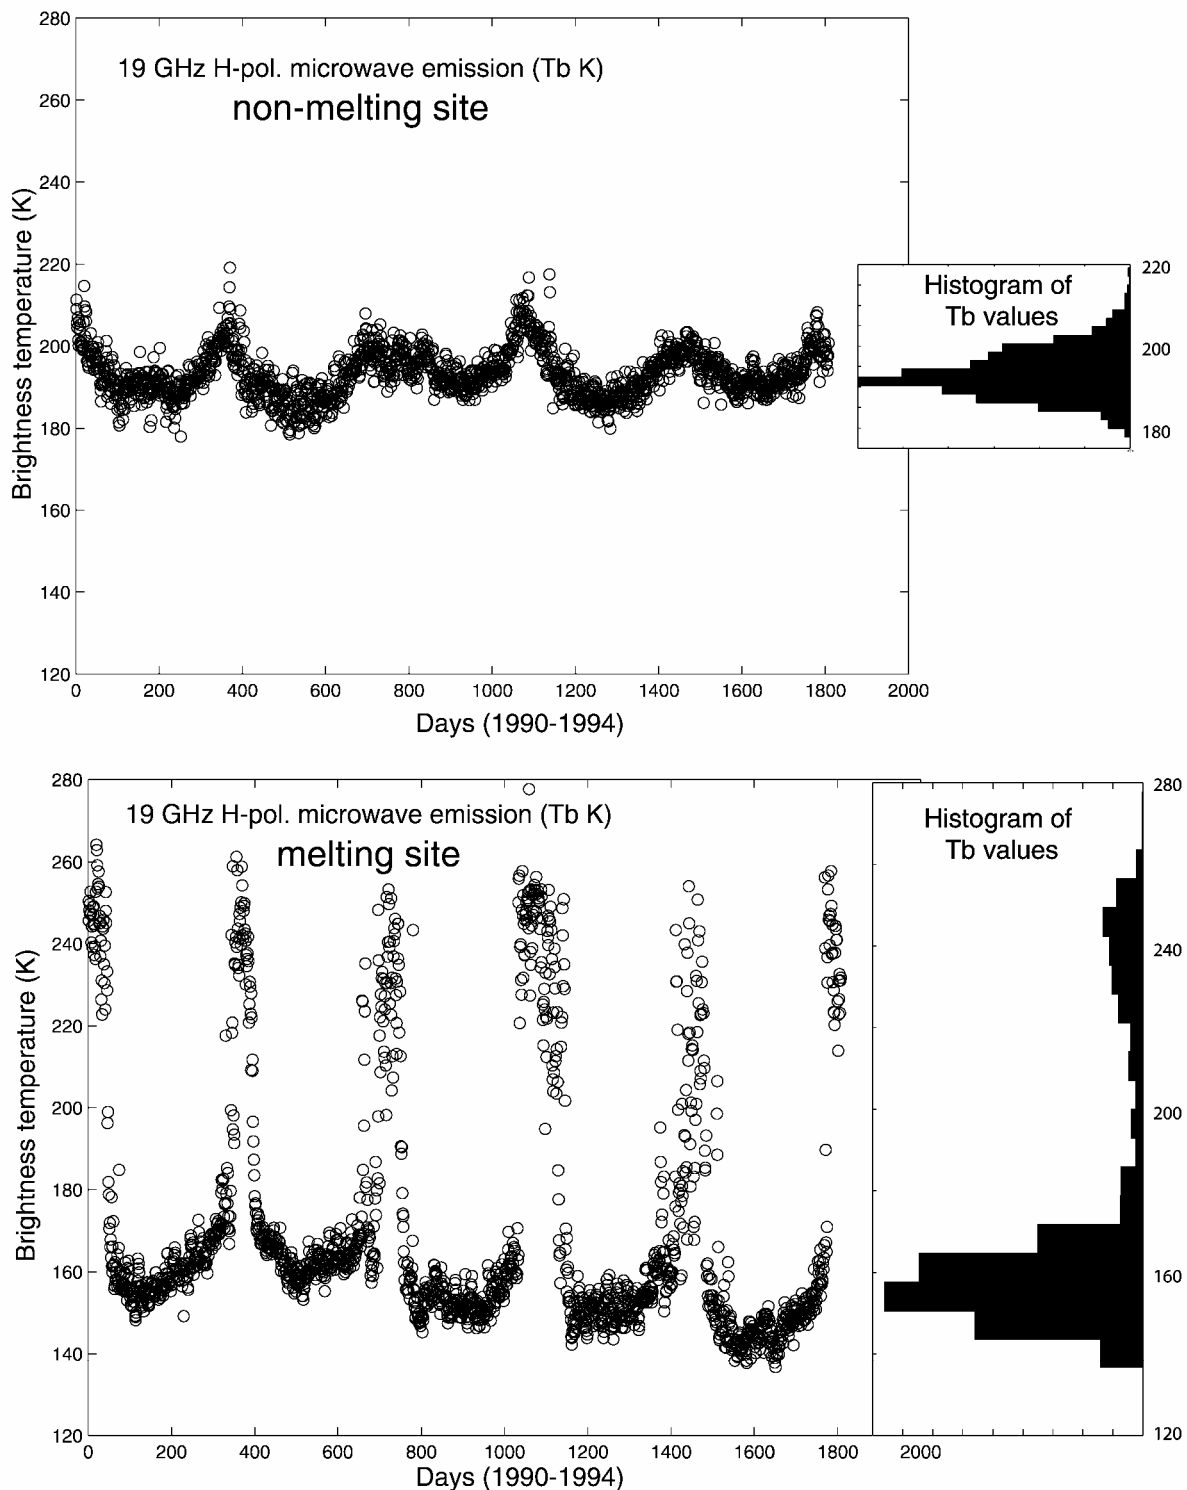 280
19 GHz H-pol. microwave emission (Tb K)
non-melting site
260
240
220
200
180
160
140
120
Brightness temperature (K)
0 200 400 600 800 1000 1200 1400 1600 1800 2000
Days (1990-1994)
Histogram of
Tb values
220
200
180
280
19 GHz H-pol. microwave emission (Tb K)
melting site
260
240
220
200
180
160
140
120
Brightness temperature (K)
0 200 400 600 800 1000 1200 1400 1600 1800 2000
Days (1990-1994)
Histogram of
Tb values
280
240
200
160
120